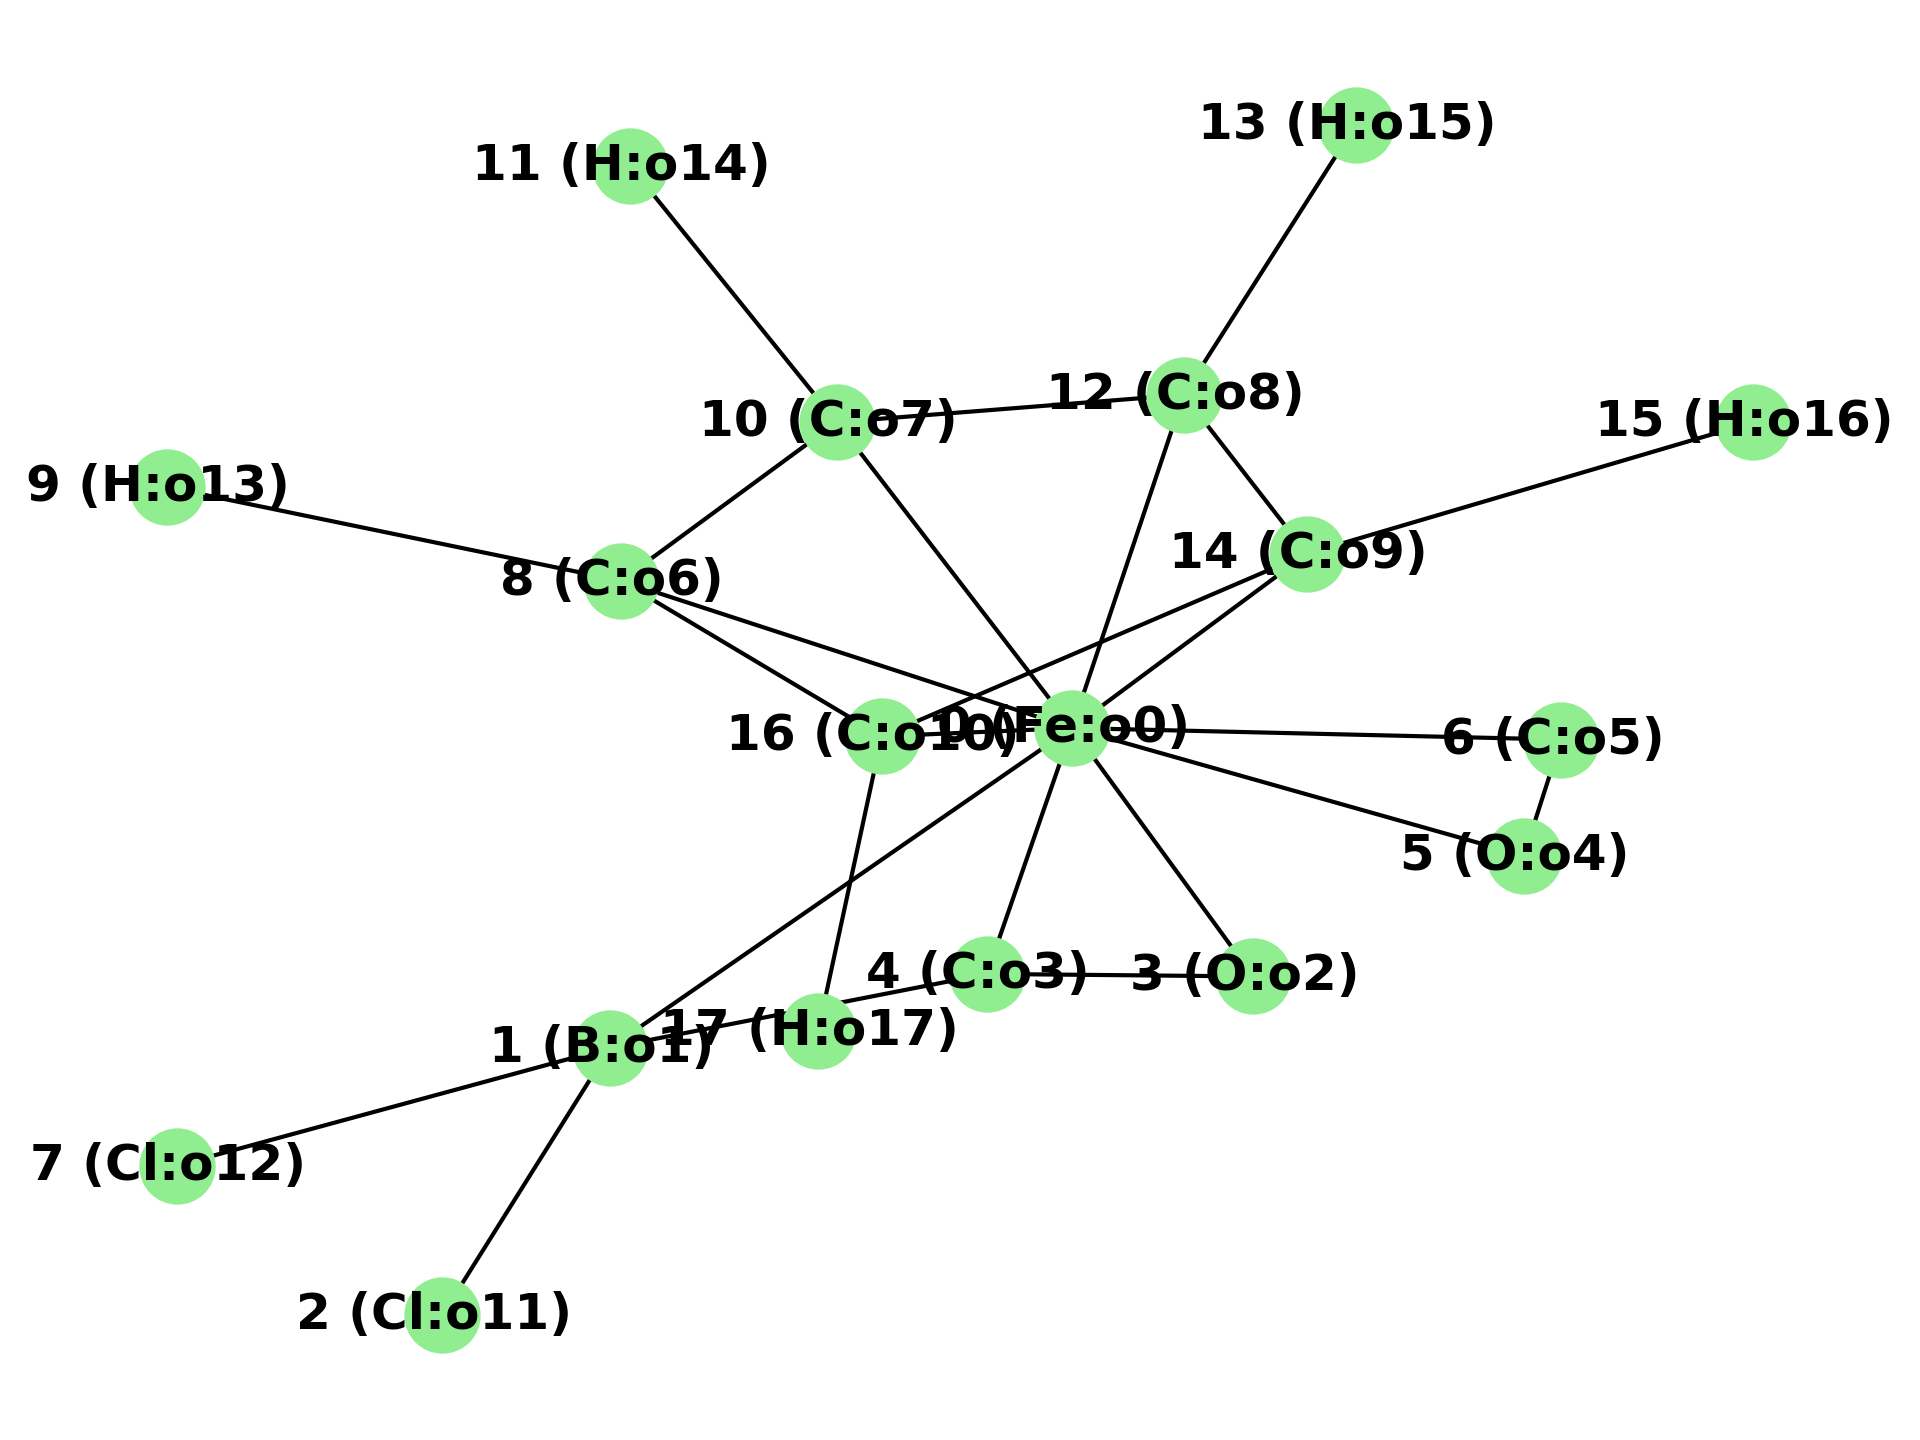 13 (H:o15)
11 (H:o14)
12 (C:o8)
10 (C:o7)
15 (H:o16)
9 (H:o13)
14 (C:o9)
8 (C:o6)
0 (Fe:o0)
16 (C:o10)
6 (C:o5)
5 (O:o4)
4 (C:o3)
3 (O:o2)
17 (H:o17)
1 (B:o1)
7 (Cl:o12)
2 (Cl:o11)